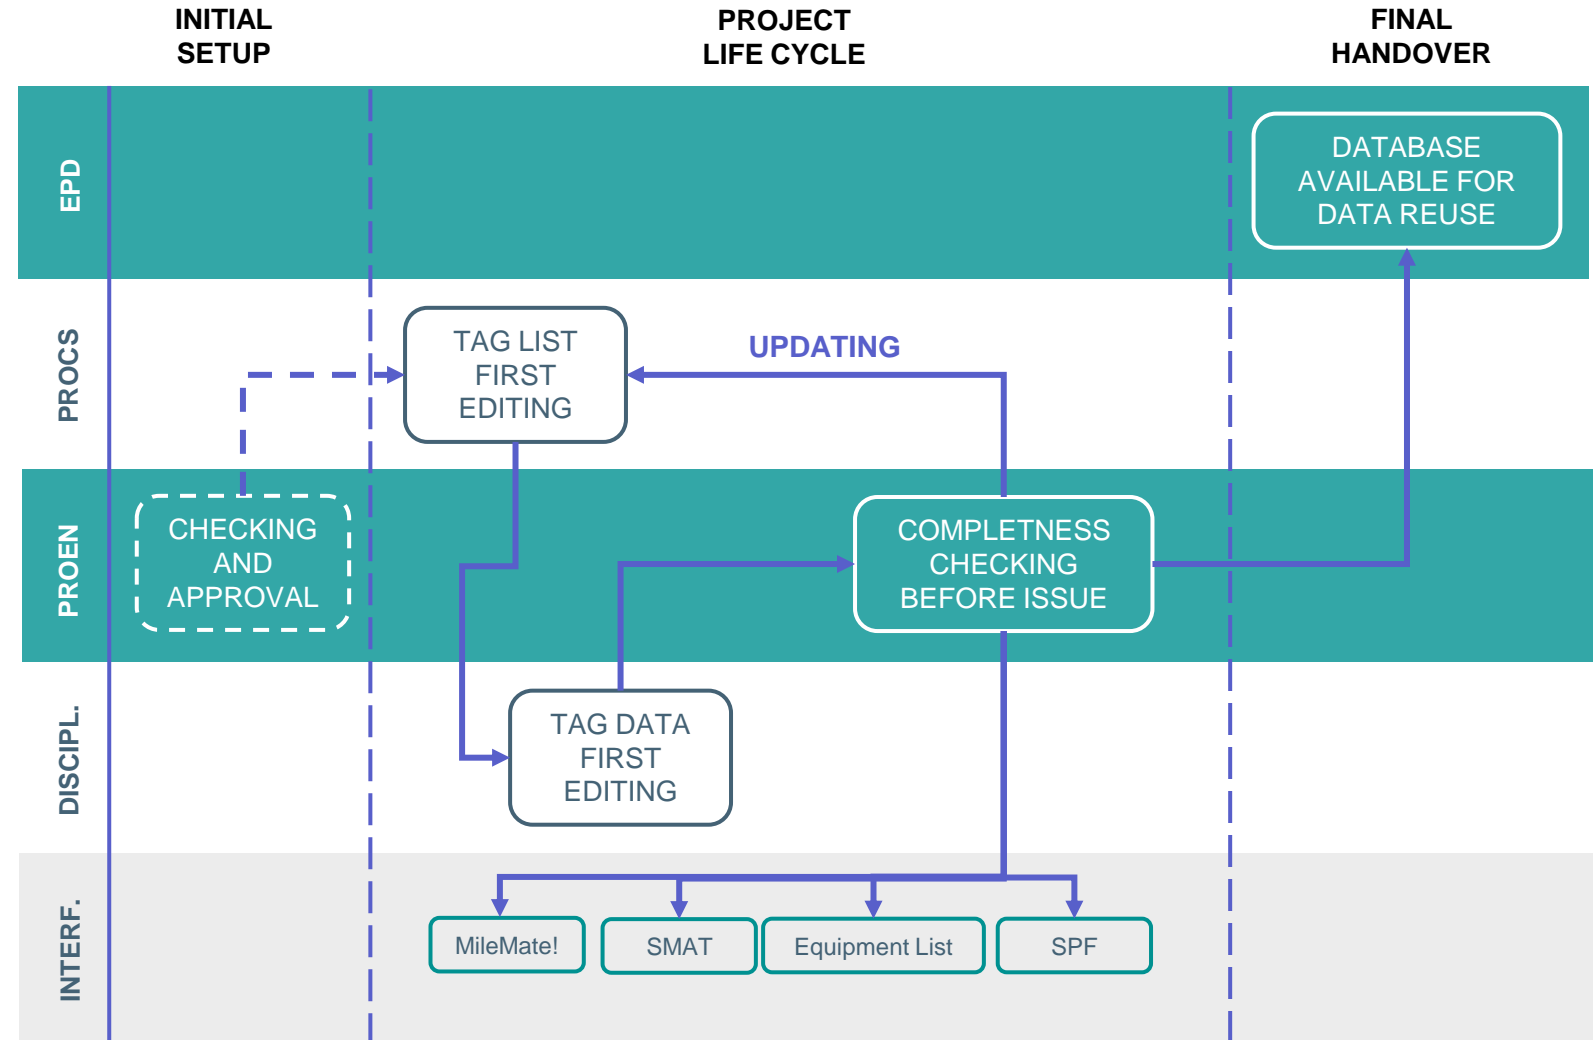 INITIAL
SETUP
PROJECT
LIFE CYCLE
FINAL
HANDOVER
EPD
DATABASE
AVAILABLE FOR
DATA REUSE
PROCS
TAG LIST
FIRST
EDITING
UPDATING
PROEN
CHECKING
AND
APPROVAL
COMPLETNESS
CHECKING
BEFORE ISSUE
DISCIPL.
TAG DATA
FIRST
EDITING
INTERF.
MileMate!
SMAT
Equipment List
SPF